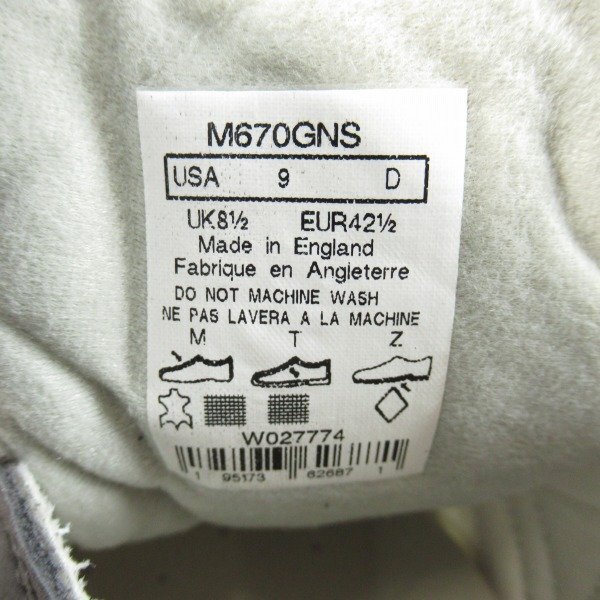 M670GNS
USA 9 D
UK8½ EUR42½
Made in England
Fabrique en Angleterre
DO NOT MACHINE WASH
NE PAS LAVERA A LA MACHINE
M T Z
W027774
1 95173 62687 1